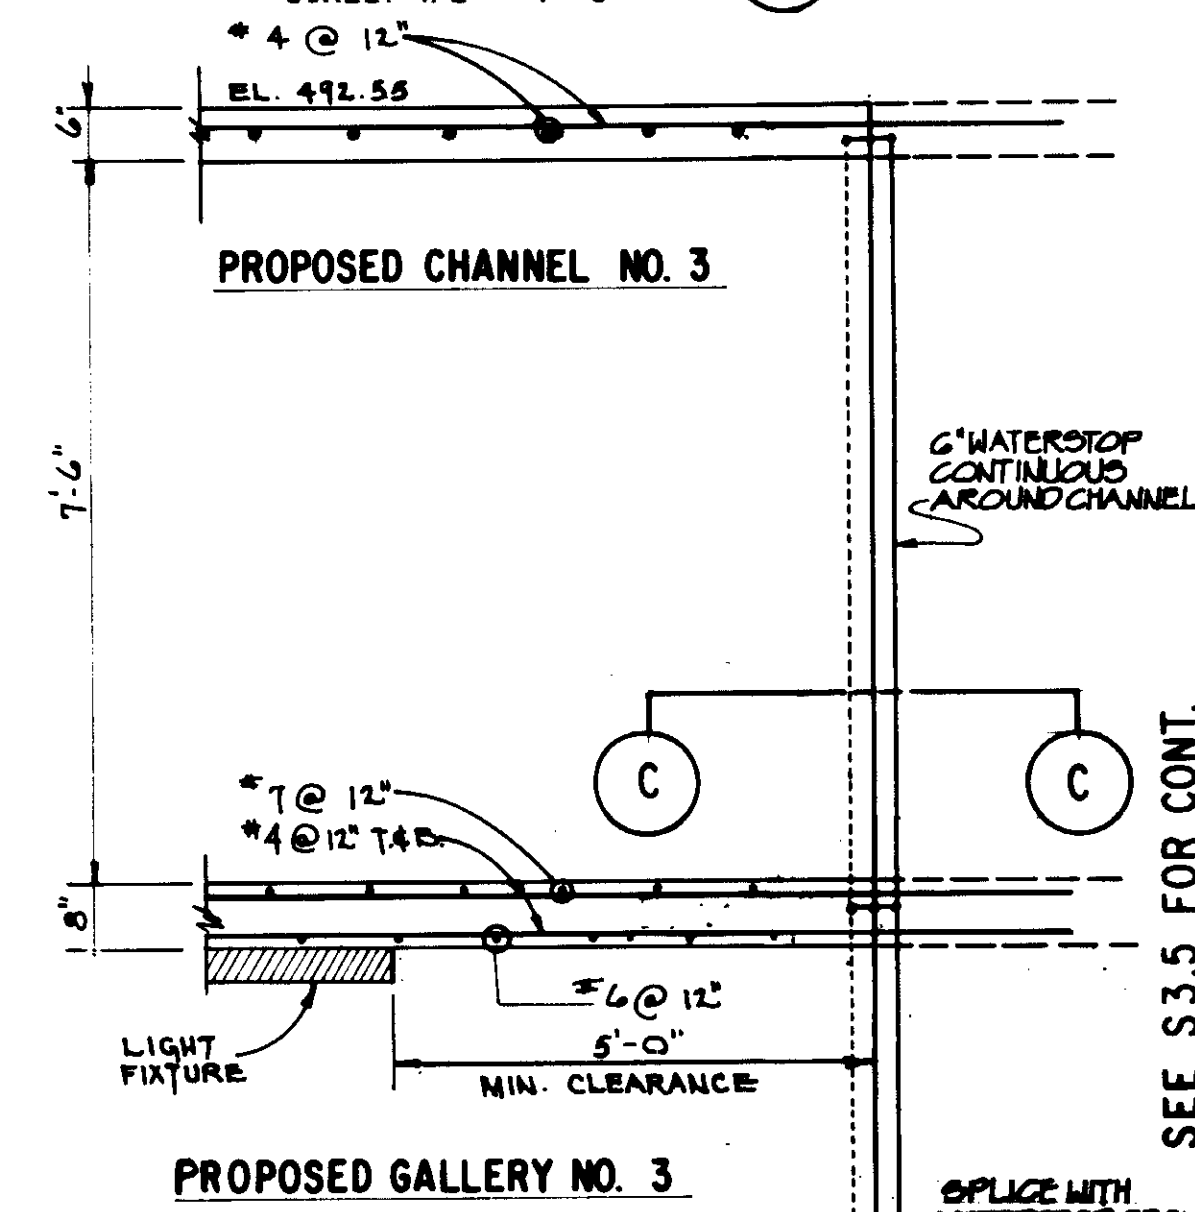 # 4 @ 12"
EL. 492.55
6"
PROPOSED CHANNEL NO. 3
7'-6"
6" WATERSTOP
CONTINUOUS
AROUND CHANNEL
C
C
#7 @ 12"
#4 @ 12" T.&B.
8"
#6 @ 12"
5'-0"
MIN. CLEARANCE
LIGHT
FIXTURE
SEE S3.5 FOR CONT.
PROPOSED GALLERY NO. 3
SPLICE WITH